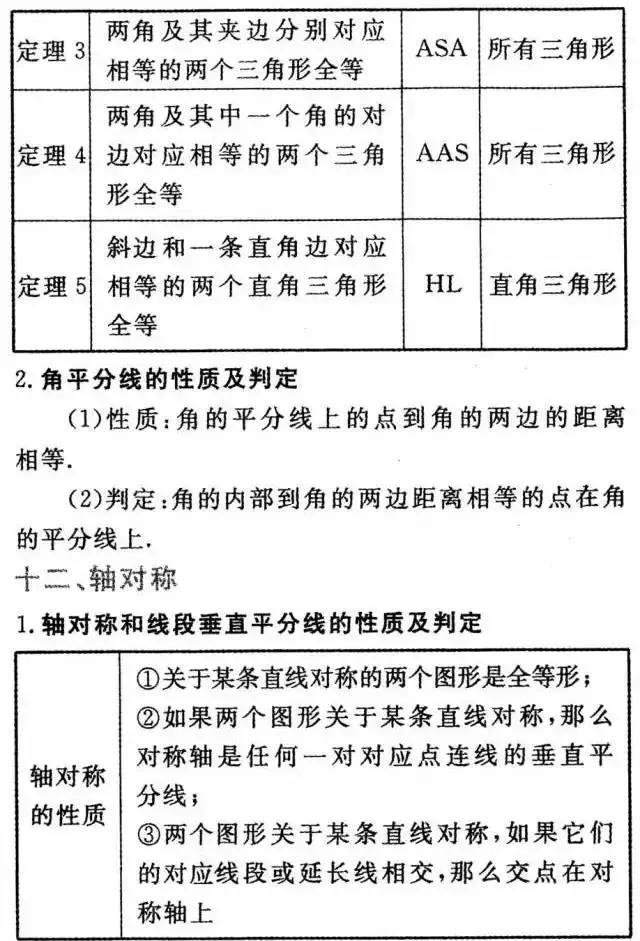 定理 3 两角及其夹边分别对应 ASA 所有三角形
相等的两个三角形全等
两角及其中一个角的对
定理 4 边对应相等的两个三角 AAS 所有三角形
形全等
斜边和一条直角边对应
定理 5 相等的两个直角三角形 HL 直角三角形
全等
2. 角平分线的性质及判定
(1)性质:角的平分线上的点到角的两边的距离
相等.
(2)判定:角的内部到角的两边距离相等的点在角
的平分线上.
十二、轴对称
1. 轴对称和线段垂直平分线的性质及判定
轴对称
的性质
①关于某条直线对称的两个图形是全等形;
②如果两个图形关于某条直线对称,那么
对称轴是任何一对对应点连线的垂直平
分线;
③两个图形关于某条直线对称,如果它们
的对应线段或延长线相交,那么交点在对
称轴上